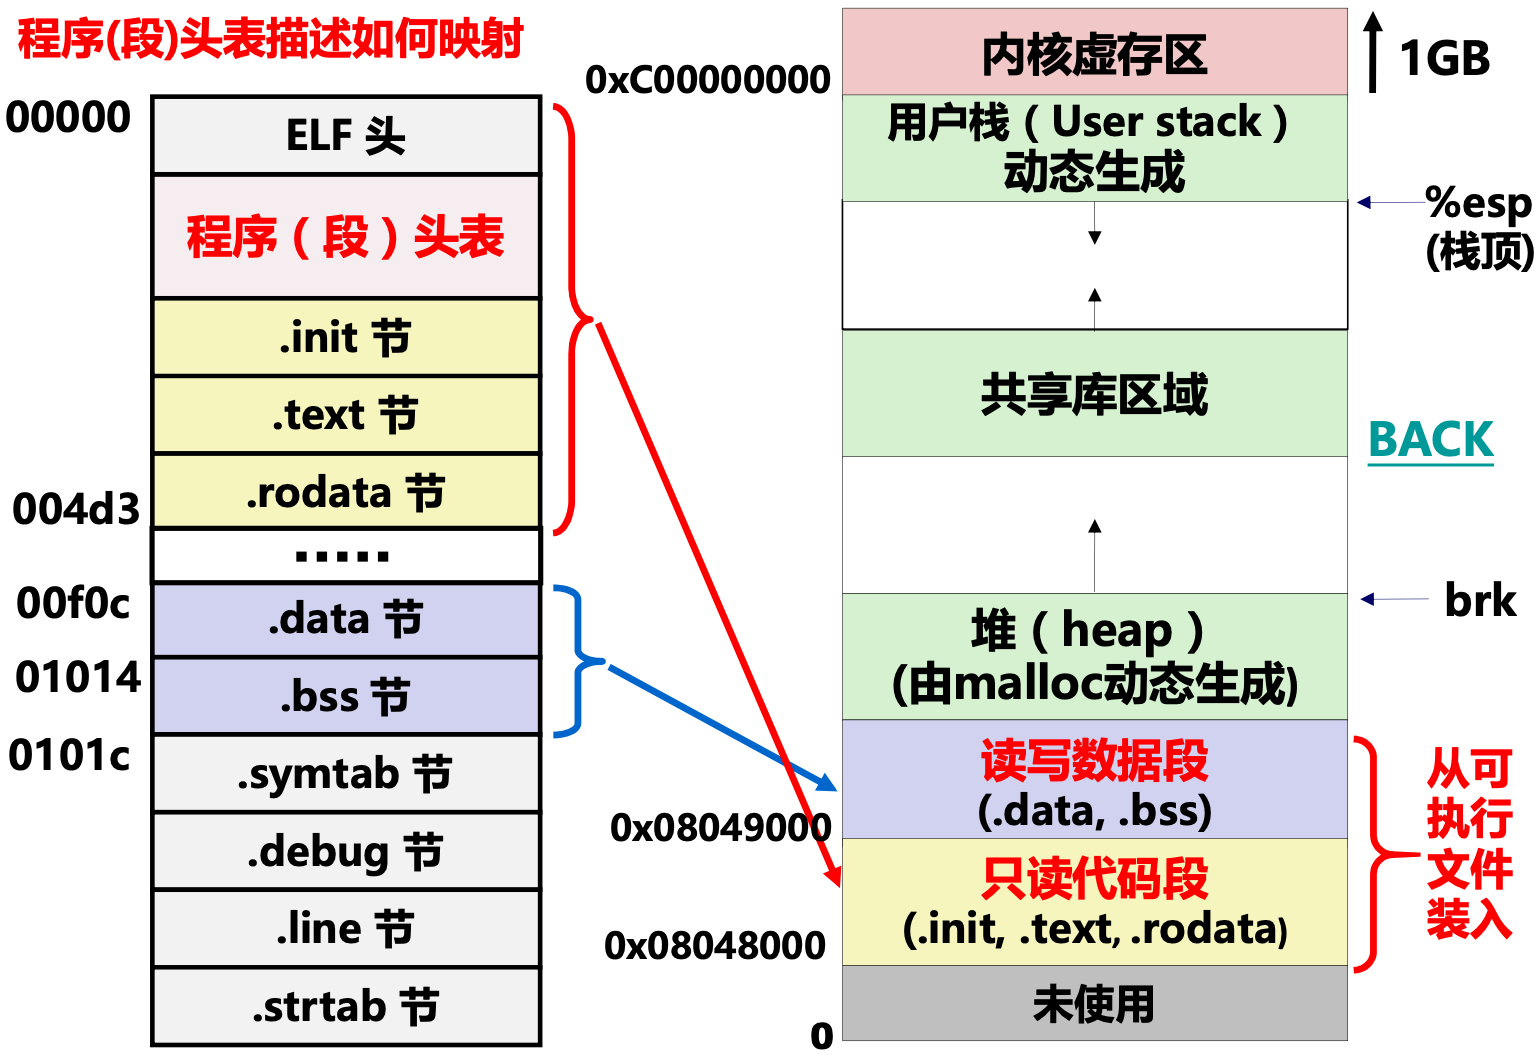 程序(段)头表描述如何映射
00000
ELF 头
程序（段）头表
.init 节
.text 节
.rodata 节
004d3
.....
00f0c
.data 节
01014
.bss 节
0101c
.symtab 节
.debug 节
.line 节
.strtab 节
内核虚存区
1GB
0xC00000000
用户栈（User stack）
动态生成
%esp
(栈顶)
共享库区域
BACK
brk
堆（heap）
(由malloc动态生成)
读写数据段
(.data, .bss)
0x08049000
只读代码段
(.init, .text, .rodata)
0x08048000
未使用
0
从可
执行
文件
装入